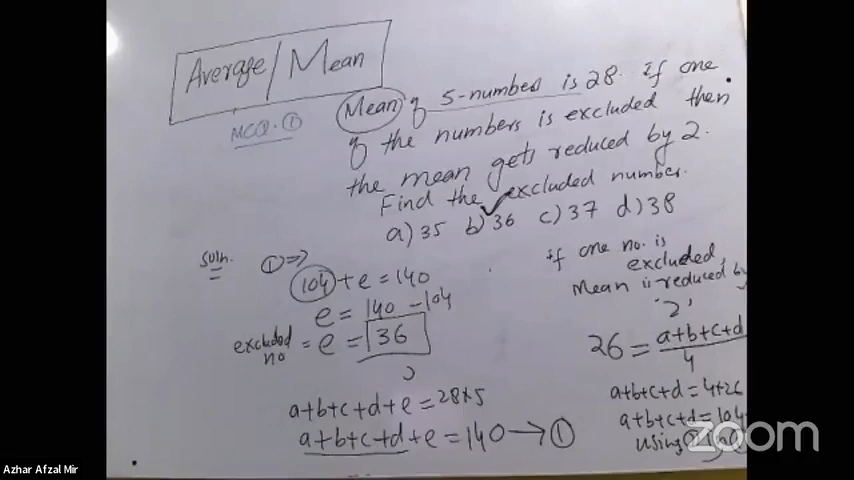 Average/Mean
MCQ.①
Mean of 5-numbers is 28. If one
of the numbers is excluded then
the mean gets reduced by 2.
Find the excluded number.
a) 35 b) 36 c) 37 d) 38
Soln.
①⇒
104 + e = 140
e = 140 - 104
excluded no = e = 36
a+b+c+d+e = 28×5
a+b+c+d+e = 140 → ①
If one no. is
excluded,
Mean is reduced by
'2'
26 = a+b+c+d
4
a+b+c+d = 4×26
a+b+c+d = 104
using
zoom
Azhar Afzal Mir